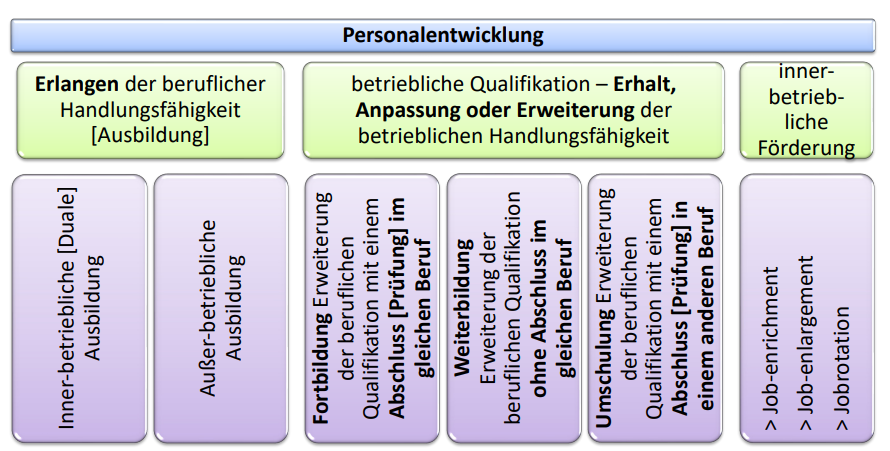 Personalentwicklung
Erlangen der beruflicher
Handlungsfähigkeit
[Ausbildung]
betriebliche Qualifikation – Erhalt,
Anpassung oder Erweiterung der
betrieblichen Handlungsfähigkeit
inner-
betrieb-
liche
Förderung
Inner-betriebliche [Duale]
Ausbildung
Außer-betriebliche
Ausbildung
Fortbildung Erweiterung
der beruflichen
Qualifikation mit einem
Abschluss [Prüfung] im
gleichen Beruf
Weiterbildung
Erweiterung der
beruflichen Qualifikation
ohne Abschluss im
gleichen Beruf
Umschulung Erweiterung
der beruflichen
Qualifikation mit einem
Abschluss [Prüfung] in
einem anderen Beruf
> Job-enrichment
> Job-enlargement
> Jobrotation